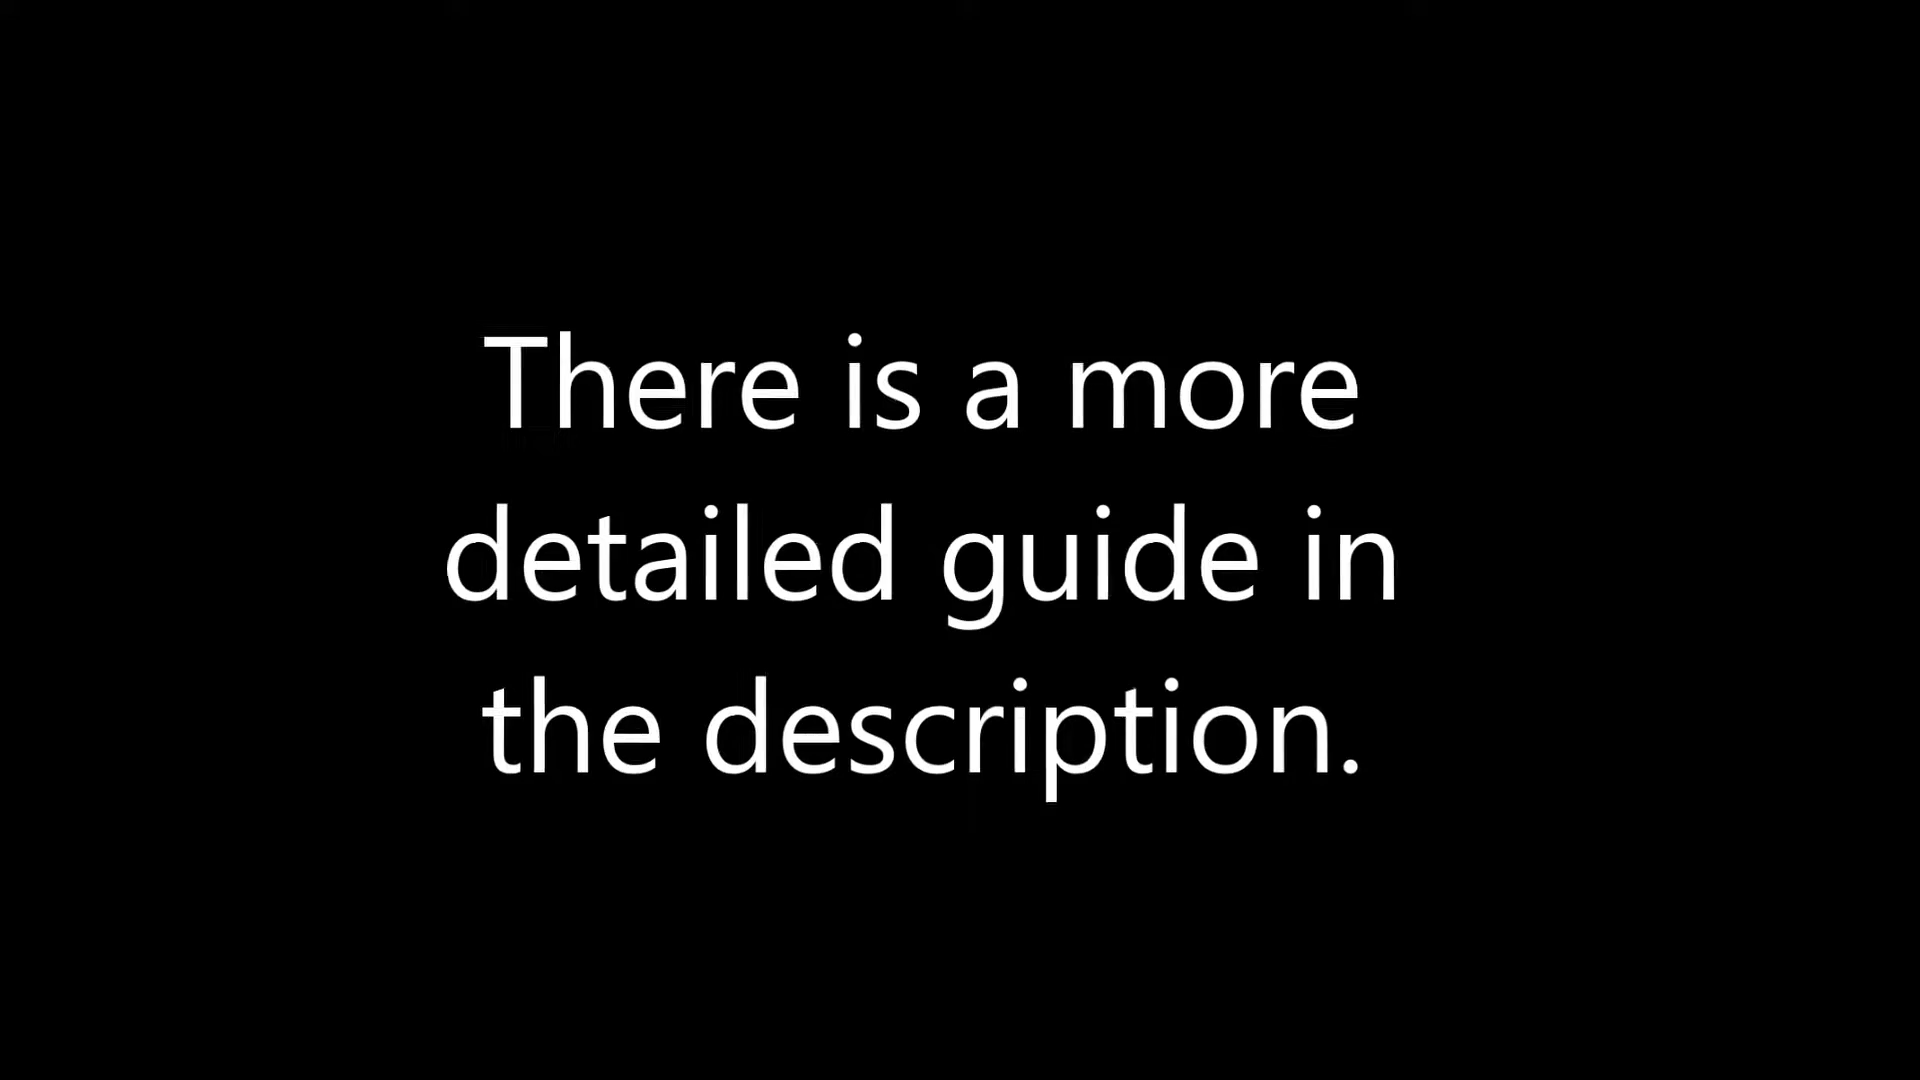 There is a more
detailed guide in
the description.